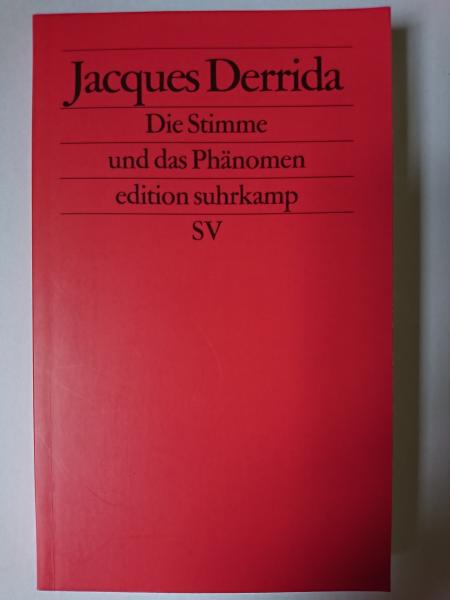 Jacques Derrida
Die Stimme
und das Phänomen
edition suhrkamp
SV